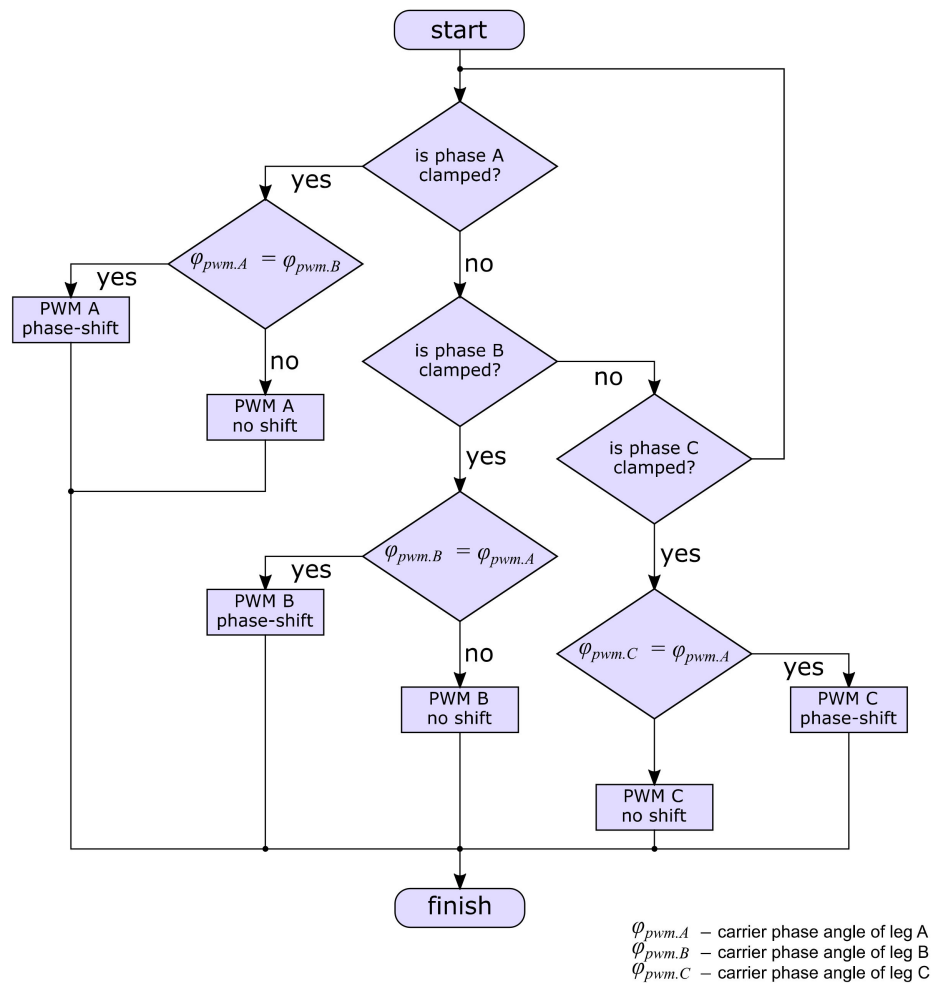 start
is phase A
clamped?
yes
no
φpwm.A = φpwm.B
yes
PWM A
phase-shift
no
PWM A
no shift
is phase B
clamped?
no
yes
is phase C
clamped?
yes
φpwm.B = φpwm.A
yes
PWM B
phase-shift
no
PWM B
no shift
φpwm.C = φpwm.A
yes
PWM C
phase-shift
PWM C
no shift
finish
φpwm.A – carrier phase angle of leg A
φpwm.B – carrier phase angle of leg B
φpwm.C – carrier phase angle of leg C